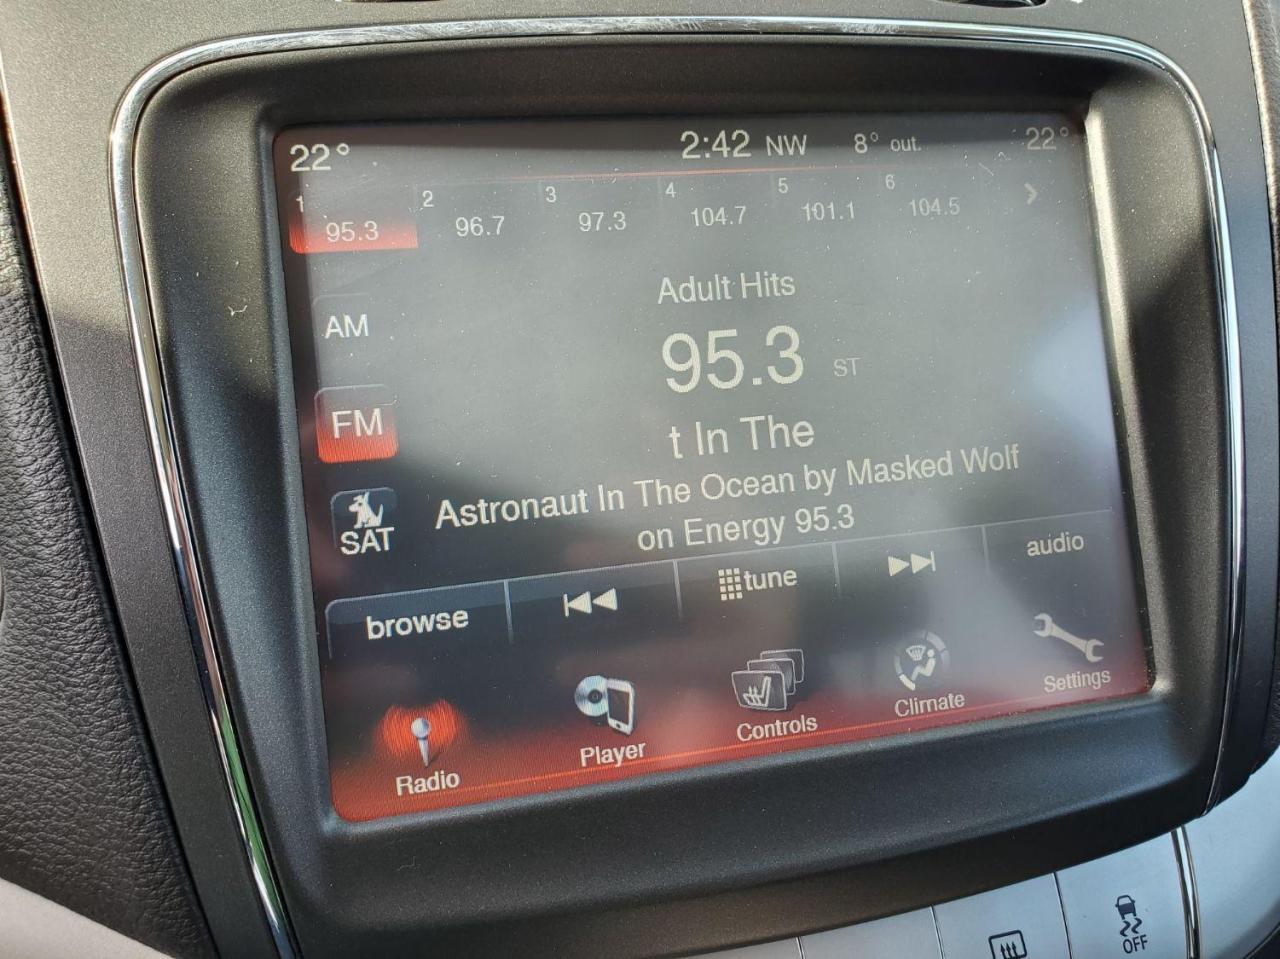 22° 2:42 NW 8° out. 22°
1 2 3 4 5 6
95.3 96.7 97.3 104.7 101.1 104.5
Adult Hits
AM
95.3 ST
FM
t In The
Astronaut In The Ocean by Masked Wolf
on Energy 95.3
SAT
browse tune audio
Radio Player Controls Climate Settings
OFF